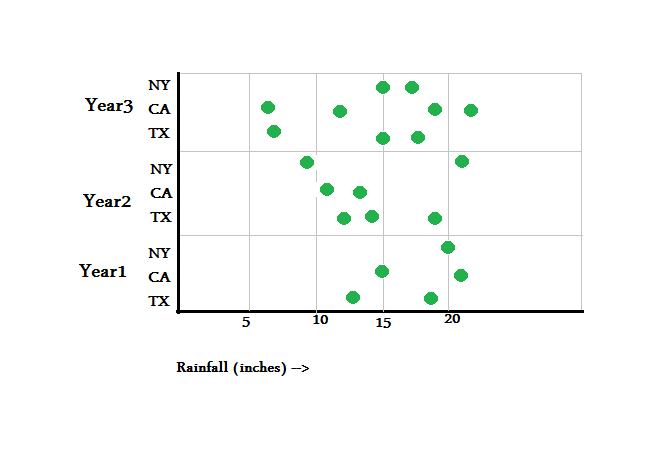 NY
Year3 CA
TX
NY
Year2 CA
TX
NY
Year1 CA
TX
5 10 15 20
Rainfall (inches) -->